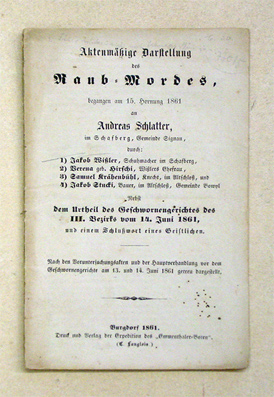 Aktenmäßige Darstellung
des
Raub-Mordes,
begangen am 15. Hornung 1861
an
Andreas Schlatter,
im Schafberg, Gemeinde Signau,
durch:
1) Jakob Wißler, Schuhmacher im Schafberg,
2) Verena geb. Hirschi, Wißlers Ehefrau,
3) Samuel Krähenbühl, Knecht, im Altschloß, und
4) Jakob Stucki, Bauer, im Altschloß, Gemeinde Bowyl
Nebst
dem Urtheil des Geschwornengerichtes des
III. Bezirks vom 14. Juni 1861,
und einem Schlußwort eines Geistlichen.
Nach den Voruntersuchungsakten und der Hauptverhandlung vor dem
Geschwornengerichte am 13. und 14. Juni 1861 getreu dargestellt.
Burgdorf 1861.
Druck und Verlag der Expedition des „Emmenthaler-Boten“
(C. Langlois)